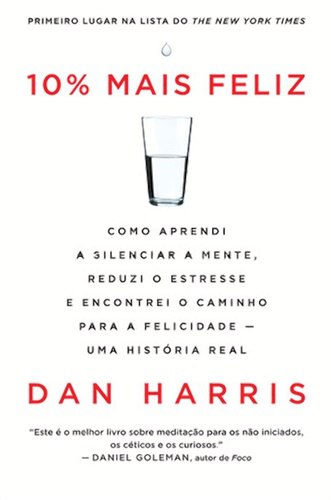 PRIMEIRO LUGAR NA LISTA DO THE NEW YORK TIMES
10% MAIS FELIZ
COMO APRENDI
A SILENCIAR A MENTE,
REDUZI O ESTRESSE
E ENCONTREI O CAMINHO
PARA A FELICIDADE —
UMA HISTÓRIA REAL
DAN HARRIS
"Este é o melhor livro sobre meditação para os não iniciados,
os céticos e os curiosos."
— DANIEL GOLEMAN, autor de Foco